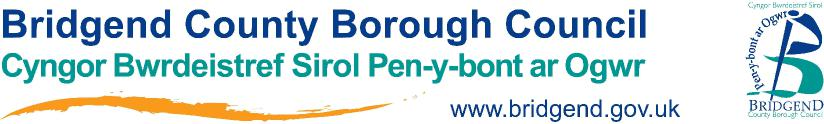 Bridgend County Borough Council
Cyngor Bwrdeistref Sirol Pen-y-bont ar Ogwr
www.bridgend.gov.uk
Cyngor Bwrdeistref Sirol
Pen-y-bont ar Ogwr
BRIDGEND
County Borough Council